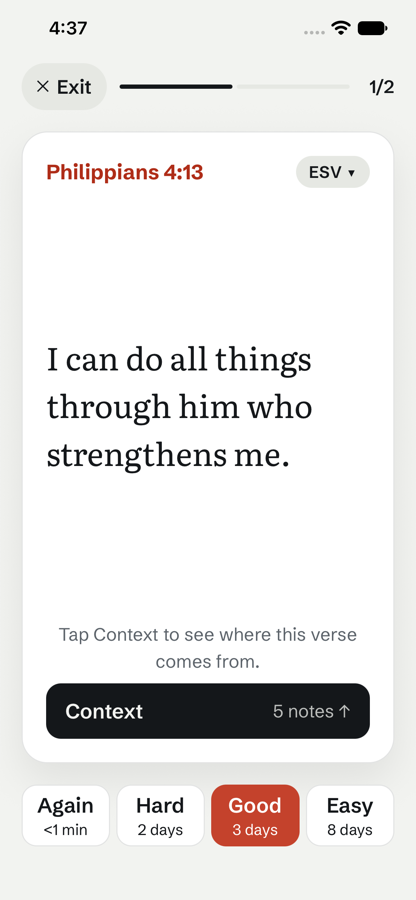 4:37
× Exit
1/2
Philippians 4:13
ESV ▼
I can do all things
through him who
strengthens me.
Tap Context to see where this verse
comes from.
Context
5 notes ↑
Again
<1 min
Hard
2 days
Good
3 days
Easy
8 days